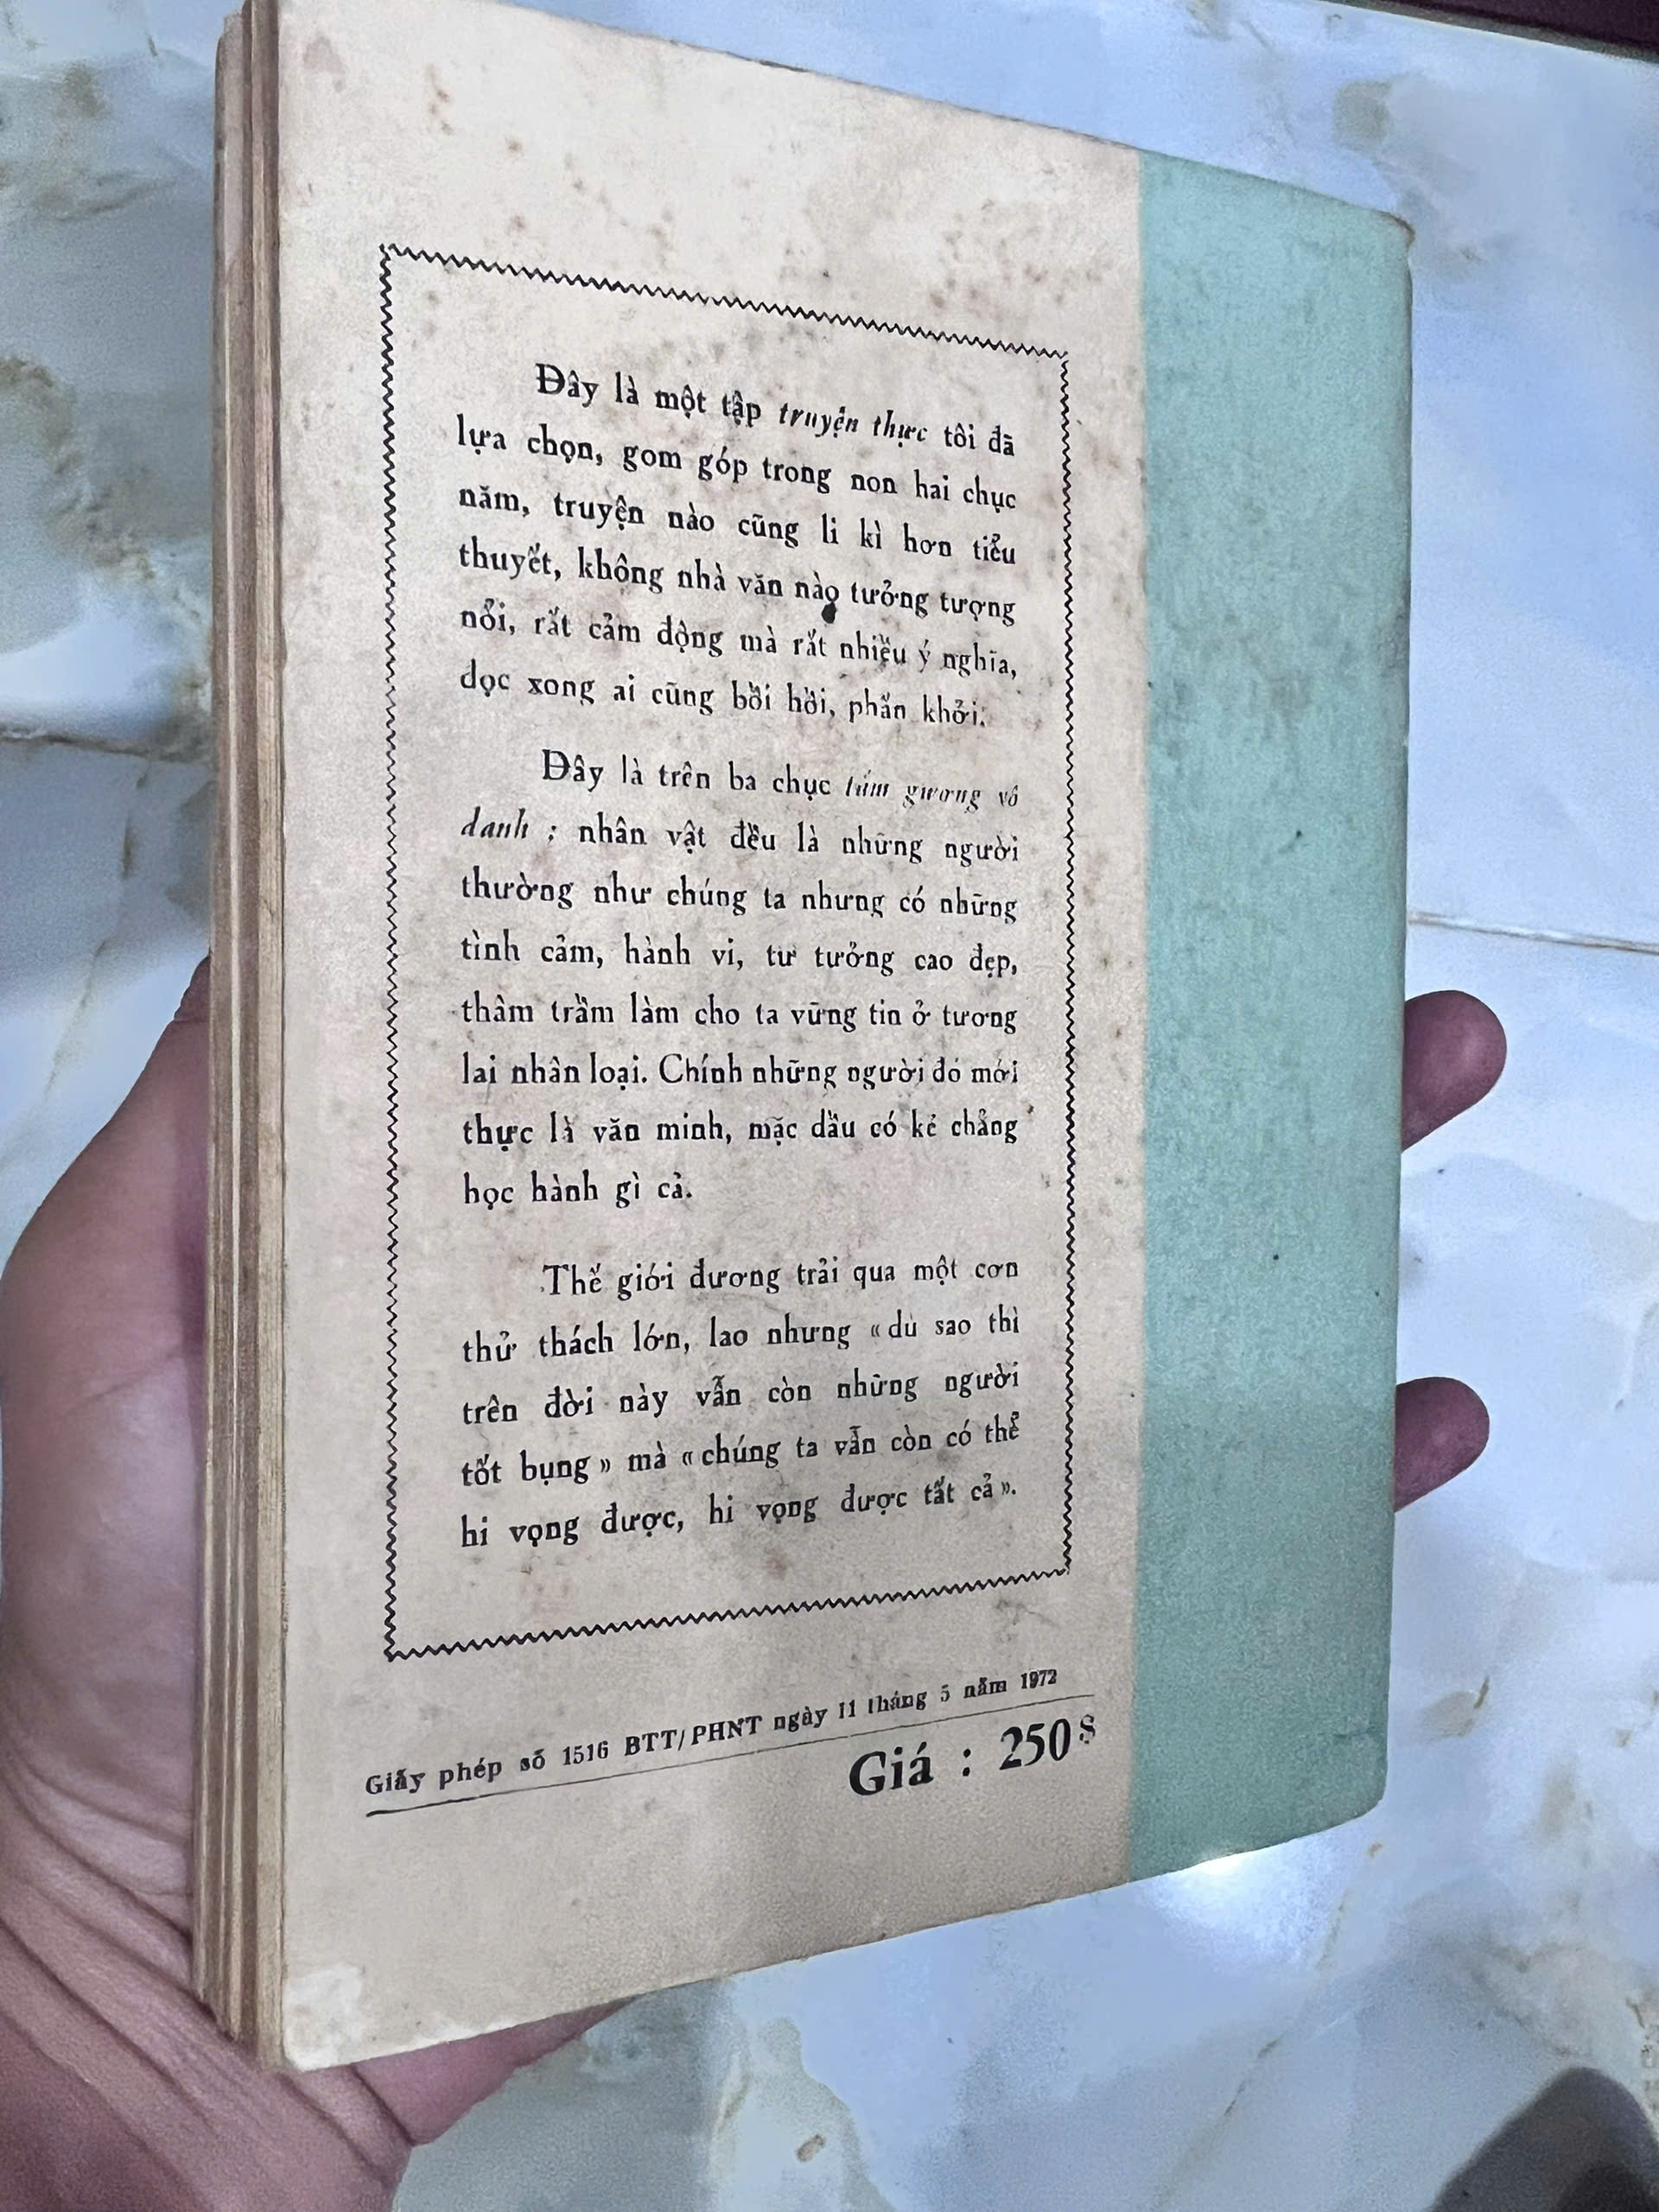 Đây là một tập truyện thực tôi đã
lựa chọn, gom góp trong non hai chục
năm, truyện nào cũng li kì hơn tiểu
thuyết, không nhà văn nào tưởng tượng
nổi, rất cảm động mà rất nhiều ý nghĩa,
đọc xong ai cũng bồi hồi, phấn khởi.
Đây là trên ba chục tấm gương vô
danh ; nhân vật đều là những người
thường như chúng ta nhưng có những
tình cảm, hành vi, tư tưởng cao đẹp,
thâm trầm làm cho ta vững tin ở tương
lai nhân loại. Chính những người đó mới
thực là văn minh, mặc dầu có kẻ chẳng
học hành gì cả.
Thế giới đương trải qua một cơn
thử thách lớn, lao nhưng « dù sao thì
trên đời này vẫn còn những người
tốt bụng » mà « chúng ta vẫn còn có thể
hi vọng được, hi vọng được tất cả ».
Giấy phép số 1516 BTT/PHNT ngày 11 tháng 5 năm 1972
Giá : 250$